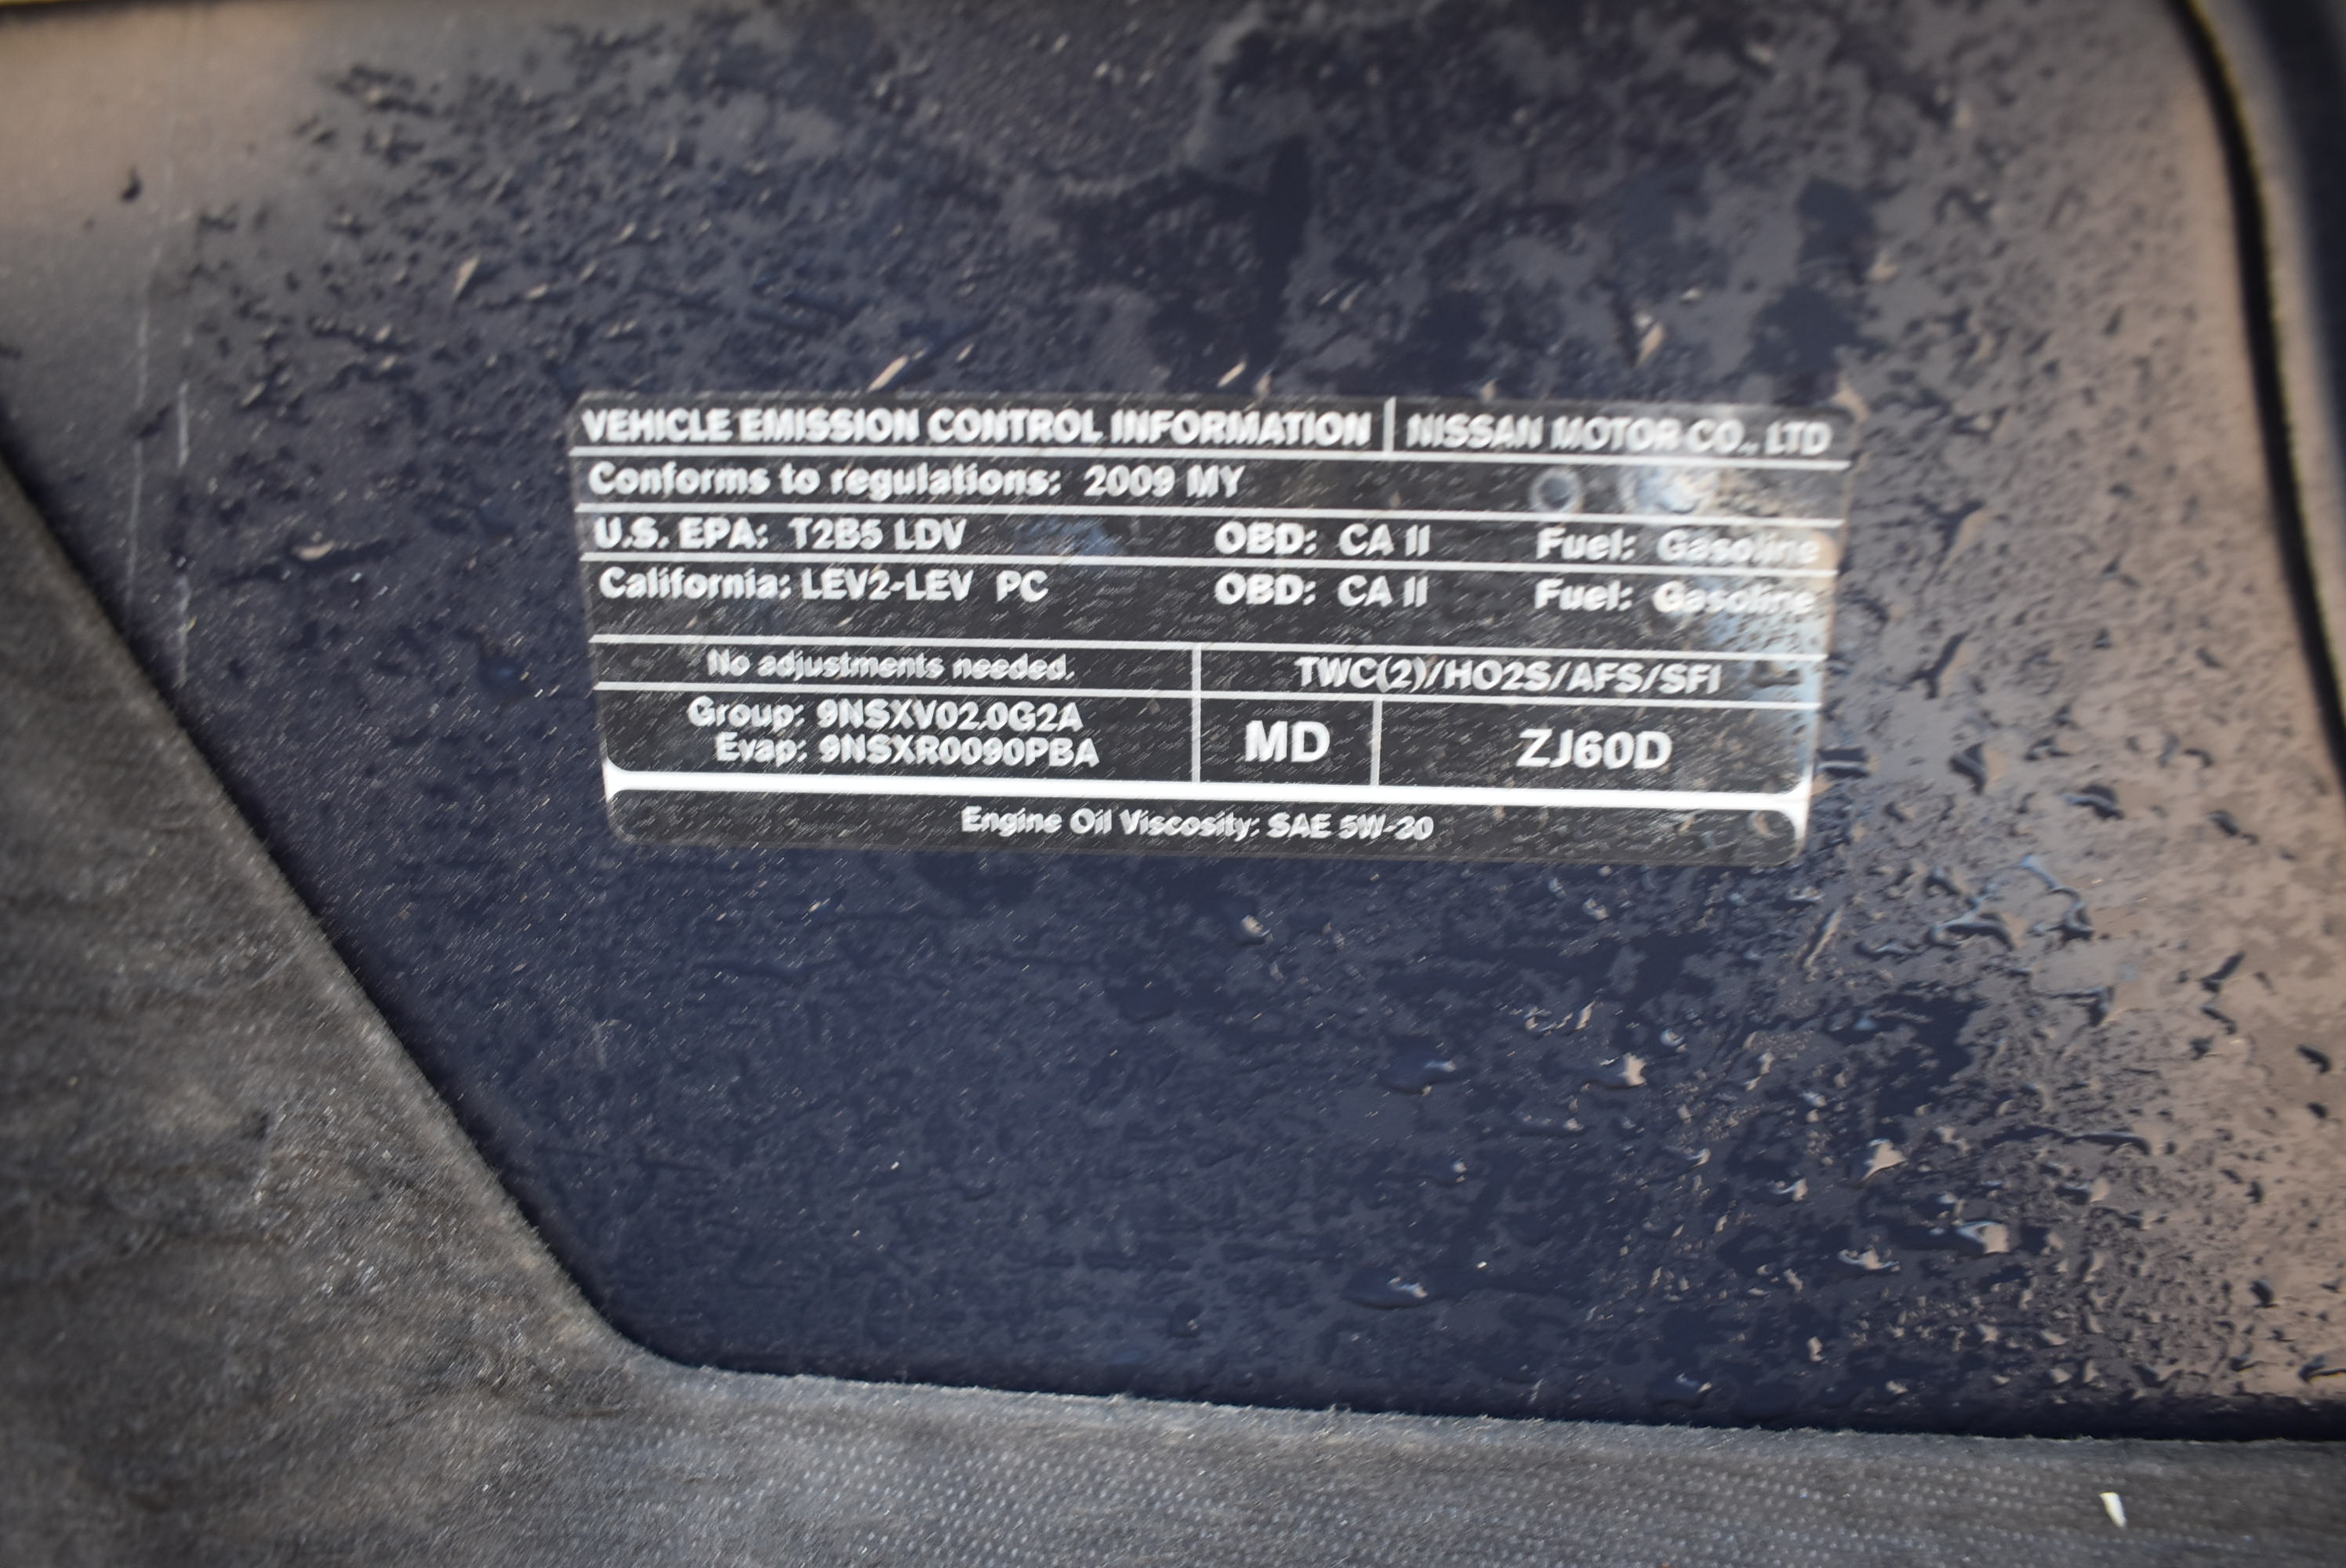 VEHICLE EMISSION CONTROL INFORMATION NISSAN MOTOR CO., LTD
Conforms to regulations: 2009 MY
U.S. EPA: T2B5 LDV OBD: CA II Fuel: Gasoline
California: LEV2-LEV PC OBD: CA II Fuel: Gasoline
No adjustments needed. TWC(2)/HO2S/AFS/SFI
Group: 9NSXV02.0G2A
Evap: 9NSXR0090PBA
MD
ZJ60D
Engine Oil Viscosity: SAE 5W-30